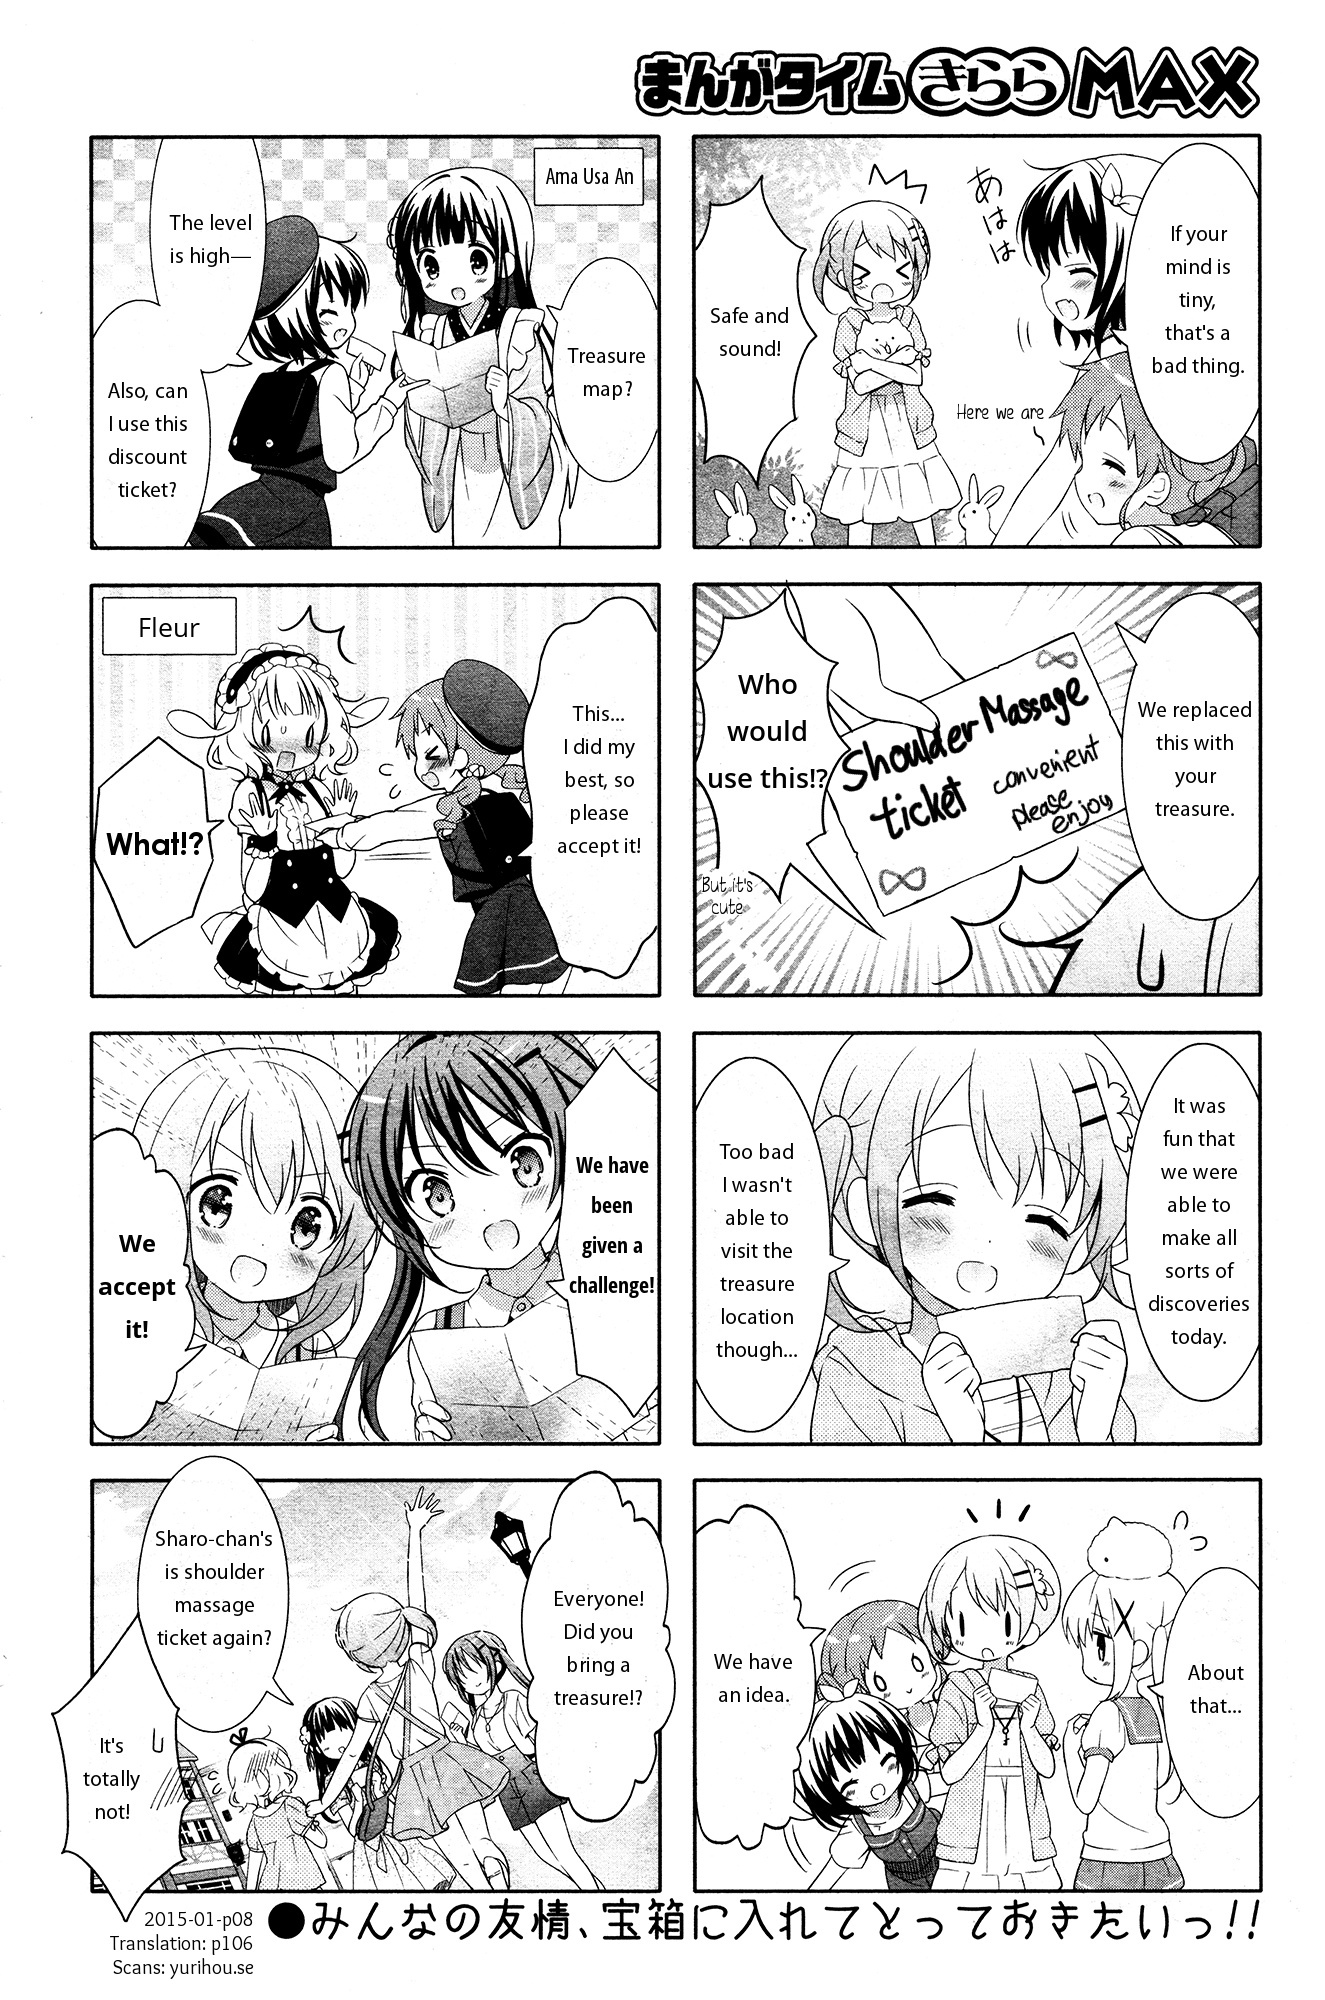 まんがタイムきららMAX
If your
mind is
tiny,
that's a
bad thing.
あはは
Here we are
Safe and
sound!
We replaced
this with
your
treasure.
Shoulder Massage
ticket
convenient
please
enjoy
Who
would
use this!?
But it's
cute
It was
fun that
we were
able to
make all
sorts of
discoveries
today.
Too bad
I wasn't
able to
visit the
treasure
location
though...
About
that...
We have
an idea.
Ama Usa An
Treasure
map?
The level
is high—
Also, can
I use this
discount
ticket?
Fleur
This...
I did my
best, so
please
accept it!
What!?
We have
been
given a
challenge!
We
accept
it!
Everyone!
Did you
bring a
treasure!?
Sharo-chan's
is shoulder
massage
ticket again?
It's
totally
not!
●みんなの友情、宝箱に入れてとっておきたいっ!!
2015-01-p08
Translation: p106
Scans: yurihou.se